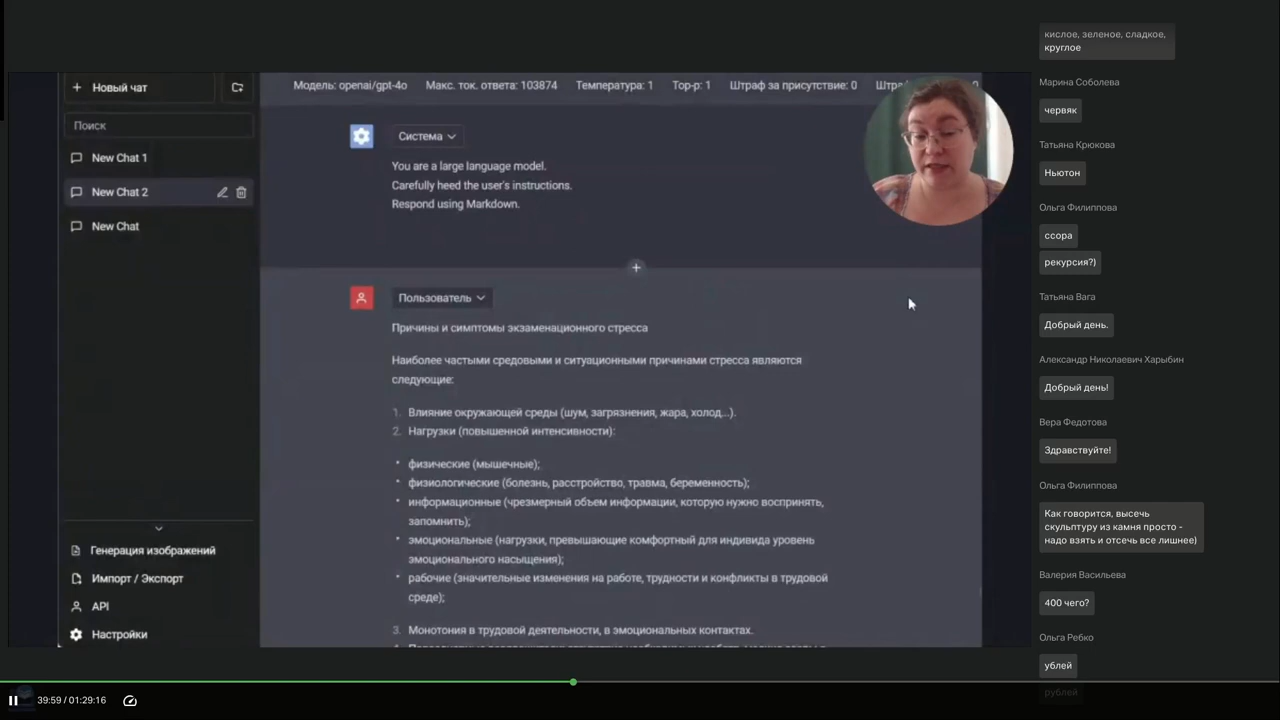 Новый чат
Поиск
New Chat 1
New Chat 2
New Chat
Генерация изображений
Импорт / Экспорт
API
Настройки
Модель: openai/gpt-4o Макс. ток. ответа: 103874 Температура: 1 Top-p: 1 Штраф за присутствие: 0
Система
You are a large language model.
Carefully heed the user's instructions.
Respond using Markdown.
Пользователь
Причины и симптомы экзаменационного стресса
Наиболее частыми средовыми и ситуационными причинами стресса являются
следующие:
1. Влияние окружающей среды (шум, загрязнения, жара, холод...).
2. Нагрузки (повышенной интенсивности):
• физические (мышечные);
• физиологические (болезнь, расстройство, травма, беременность);
• информационные (чрезмерный объем информации, которую нужно воспринять,
запомнить);
• эмоциональные (нагрузки, превышающие комфортный для индивида уровень
эмоционального насыщения);
• рабочие (значительные изменения на работе, трудности и конфликты в трудовой
среде);
3. Монотония в трудовой деятельности, в эмоциональных контактах.
кислое, зеленое, сладкое,
круглое
Марина Соболева
червяк
Татьяна Крюкова
Ньютон
Ольга Филиппова
ссора
рекурсия?)
Татьяна Вага
Добрый день.
Александр Николаевич Харыбин
Добрый день!
Вера Федотова
Здравствуйте!
Ольга Филиппова
Как говорится, высечь
скульптуру из камня просто -
надо взять и отсечь все лишнее)
Валерия Васильева
400 чего?
Ольга Ребко
ублей
рублей
39:59 / 01:29:16